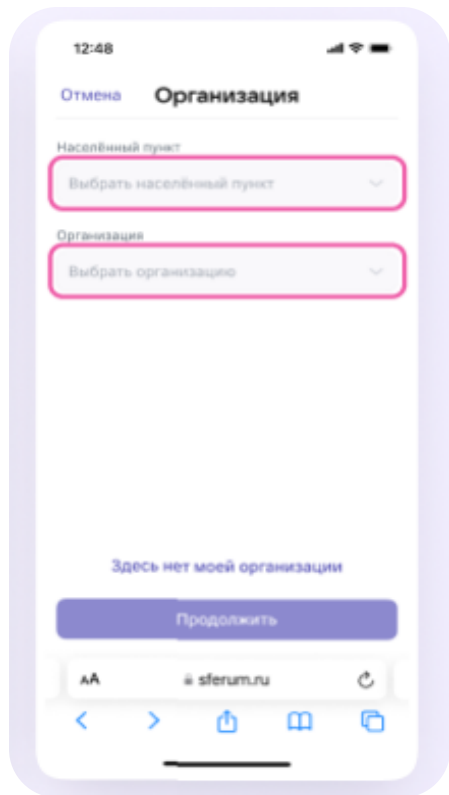 12:48
Отмена Организация
Населённый пункт
Выбрать населённый пункт
Организация
Выбрать организацию
Здесь нет моей организации
Продолжить
AA sferum.ru